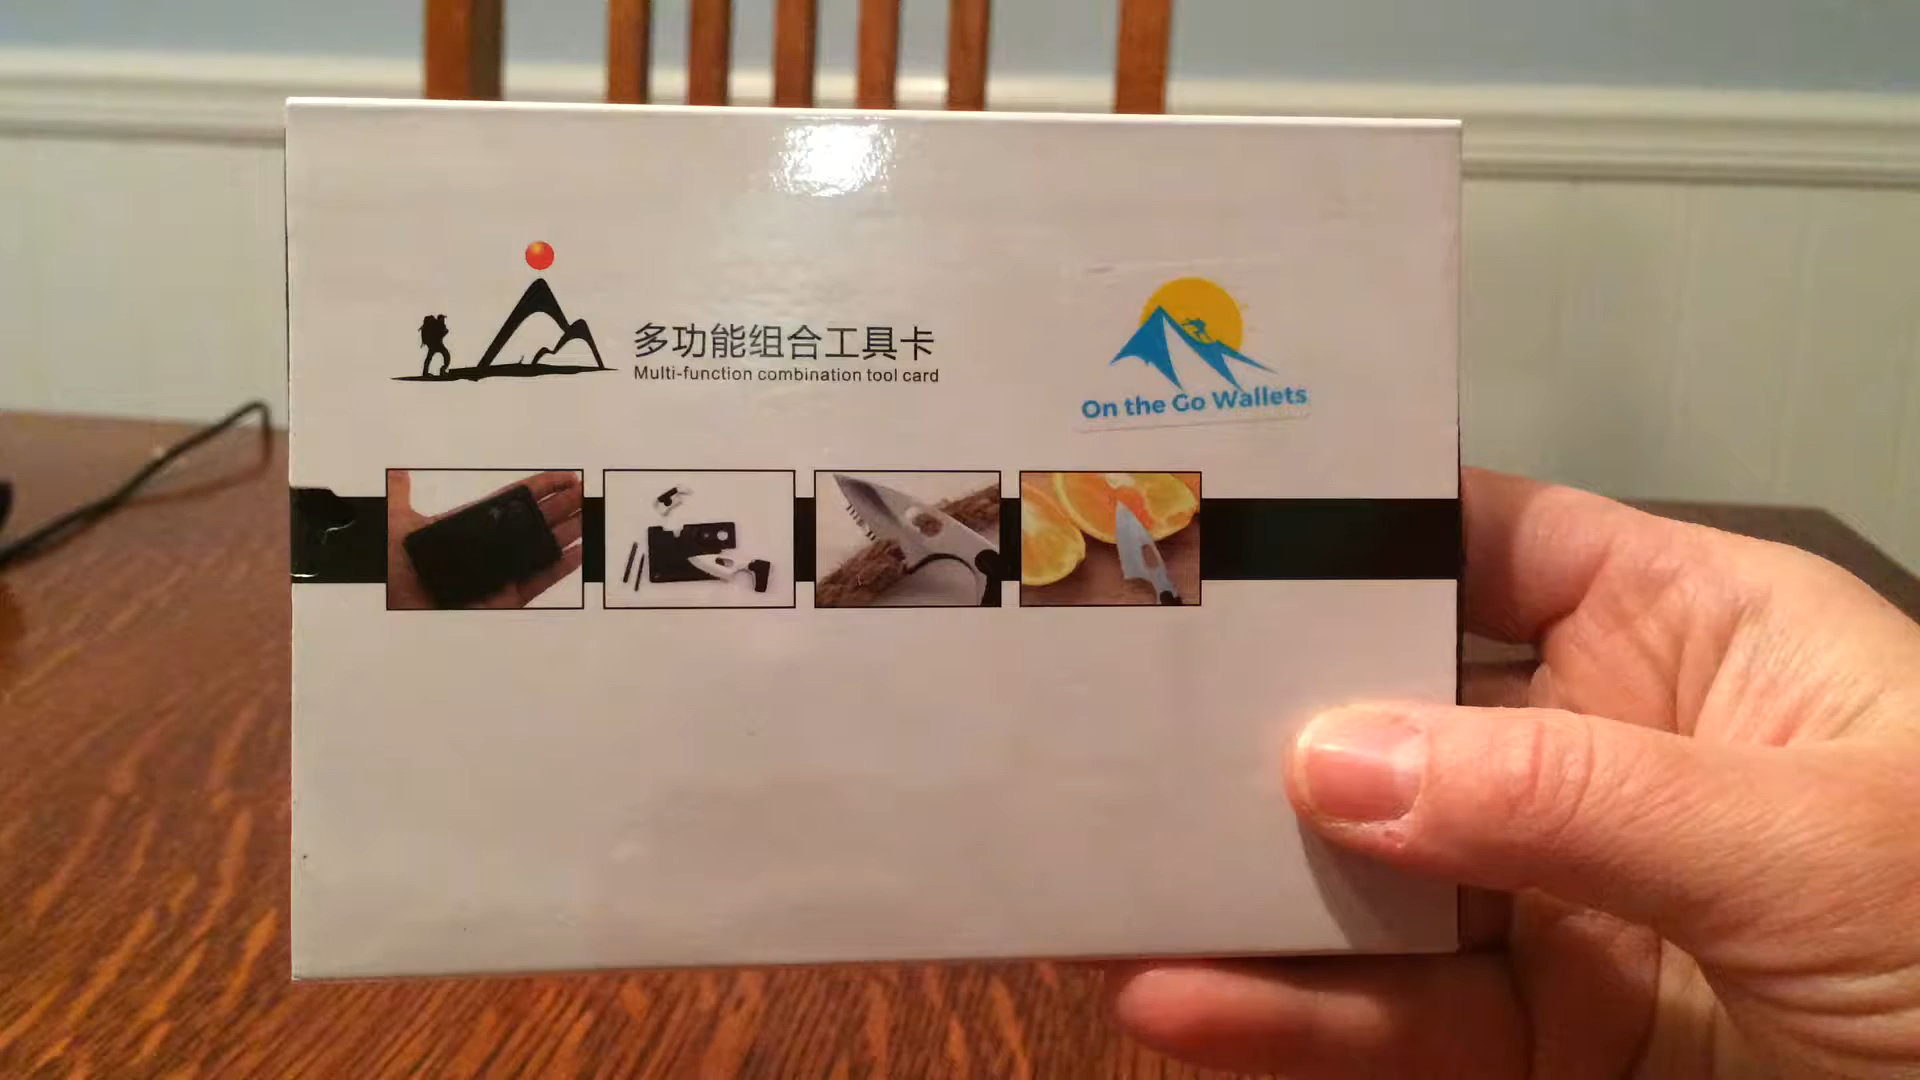 多功能组合工具卡
Multi-function combination tool card
On the Go Wallets